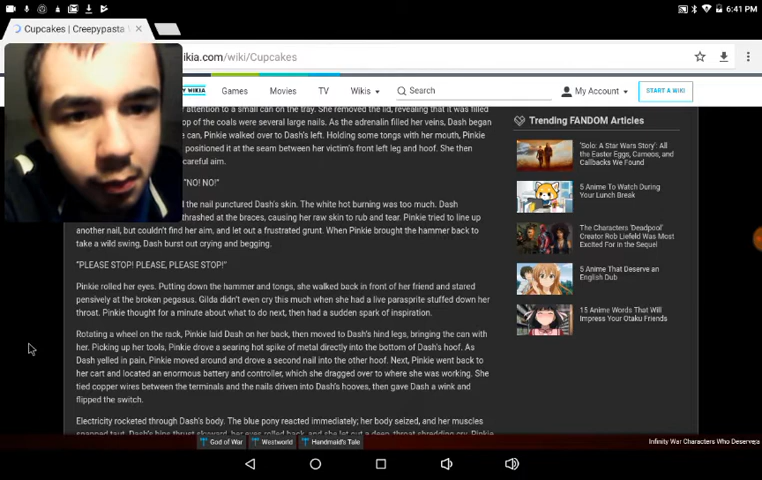 6:41 PM
Cupcakes | Creepypasta
ikia.com/wiki/Cupcakes
WIKIA Games Movies TV Wikis Search My Account START A WIKI
attention to a small can on the tray. She removed the lid, revealing that it was filled
op of the coals were several large nails. As the adrenalin filled her veins, Dash began
e can, Pinkie walked over to Dash's left. Holding some tongs with her mouth, Pinkie
positioned it at the seam between her victim's front left leg and hoof. She then
careful aim.
"NO! NO!"
d the nail punctured Dash's skin. The white hot burning was too much. Dash
thrashed at the braces, causing her raw skin to rub and tear. Pinkie tried to line up
another nail, but couldn't find her aim, and let out a frustrated grunt. When Pinkie brought the hammer back to
take a wild swing, Dash burst out crying and begging.
"PLEASE STOP! PLEASE, PLEASE STOP!"
Pinkie rolled her eyes. Putting down the hammer and tongs, she walked back in front of her friend and stared
pensively at the broken pegasus. Gilda didn't even cry this much when she had a live parasprite stuffed down her
throat. Pinkie thought for a minute about what to do next, then had a sudden spark of inspiration.
Rotating a wheel on the rack, Pinkie laid Dash on her back, then moved to Dash's hind legs, bringing the can with
her. Picking up her tools, Pinkie drove a searing hot spike of metal directly into the bottom of Dash's hoof. As
Dash yelled in pain, Pinkie moved around and drove a second nail into the other hoof. Next, Pinkie went back to
her cart and located an enormous battery and controller, which she dragged over to where she was working. She
tied copper wires between the terminals and the nails driven into Dash's hooves, then gave Dash a wink and
flipped the switch.
Electricity rocketed through Dash's body. The blue pony reacted immediately; her body seized, and her muscles
snapped taut. Dash's hips thrust skyward, her eyes rolled back, and she let out a deep, throat shredding cry. Pinkie
Trending FANDOM Articles
'Solo: A Star Wars Story': All
the Easter Eggs, Cameos, and
Callbacks We Found
5 Anime To Watch During
Your Lunch Break
The Characters 'Deadpool'
Creator Rob Liefeld Was Most
Excited For in the Sequel
5 Anime That Deserve an
English Dub
15 Anime Words That Will
Impress Your Otaku Friends
God of War Westworld Handmaid's Tale Infinity War Characters Who Deserve